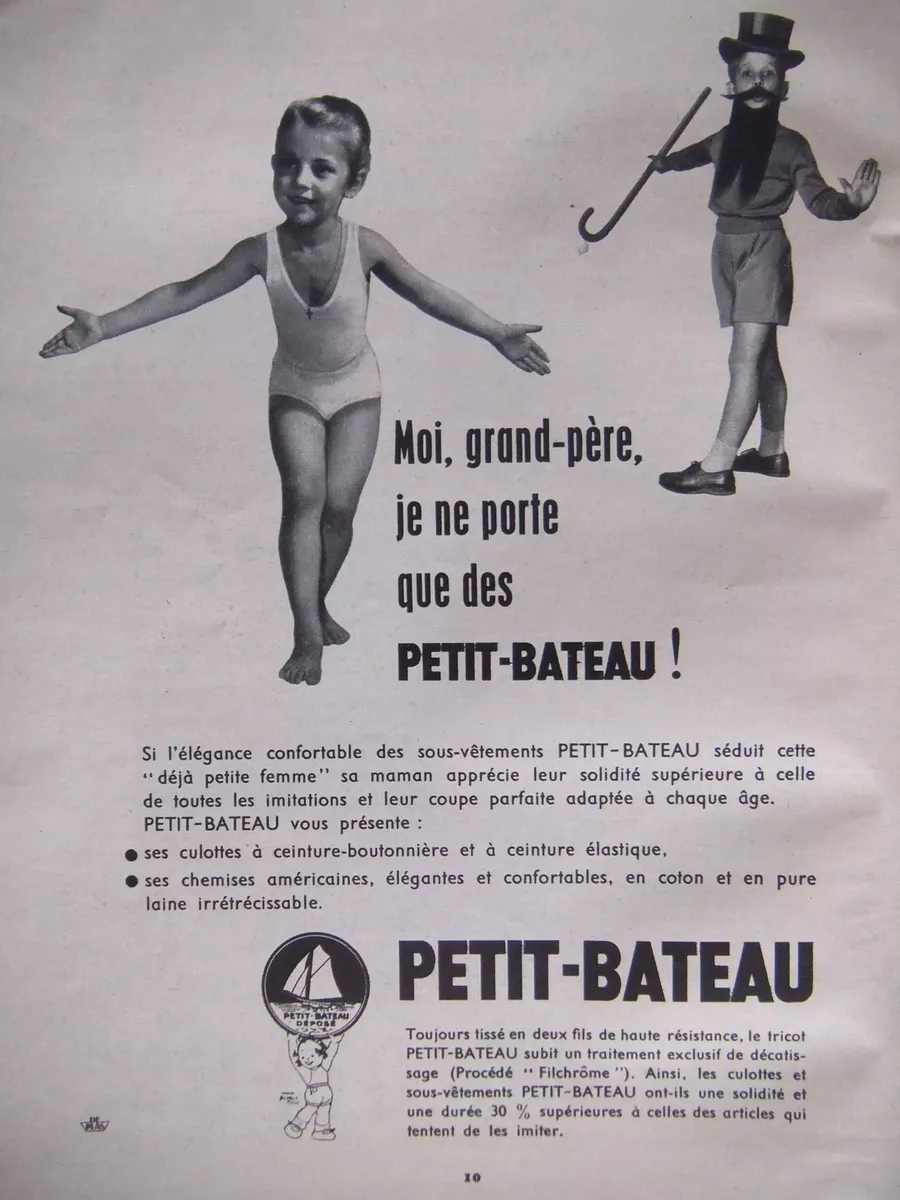 Moi, grand-père,
je ne porte
que des
PETIT-BATEAU !
Si l'élégance confortable des sous-vêtements PETIT-BATEAU séduit cette
“ déjà petite femme ” sa maman apprécie leur solidité supérieure à celle
de toutes les imitations et leur coupe parfaite adaptée à chaque âge.
PETIT-BATEAU vous présente :
● ses culottes à ceinture-boutonnière et à ceinture élastique,
● ses chemises américaines, élégantes et confortables, en coton et en pure
laine irrétrécissable.
PETIT-BATEAU
DÉPOSÉ
PETIT-BATEAU
Toujours tissé en deux fils de haute résistance, le tricot
PETIT-BATEAU subit un traitement exclusif de décatis-
sage (Procédé “ Filchrôme ”). Ainsi, les culottes et
sous-vêtements PETIT-BATEAU ont-ils une solidité et
une durée 30 % supérieures à celles des articles qui
tentent de les imiter.
DE
PLAS
10